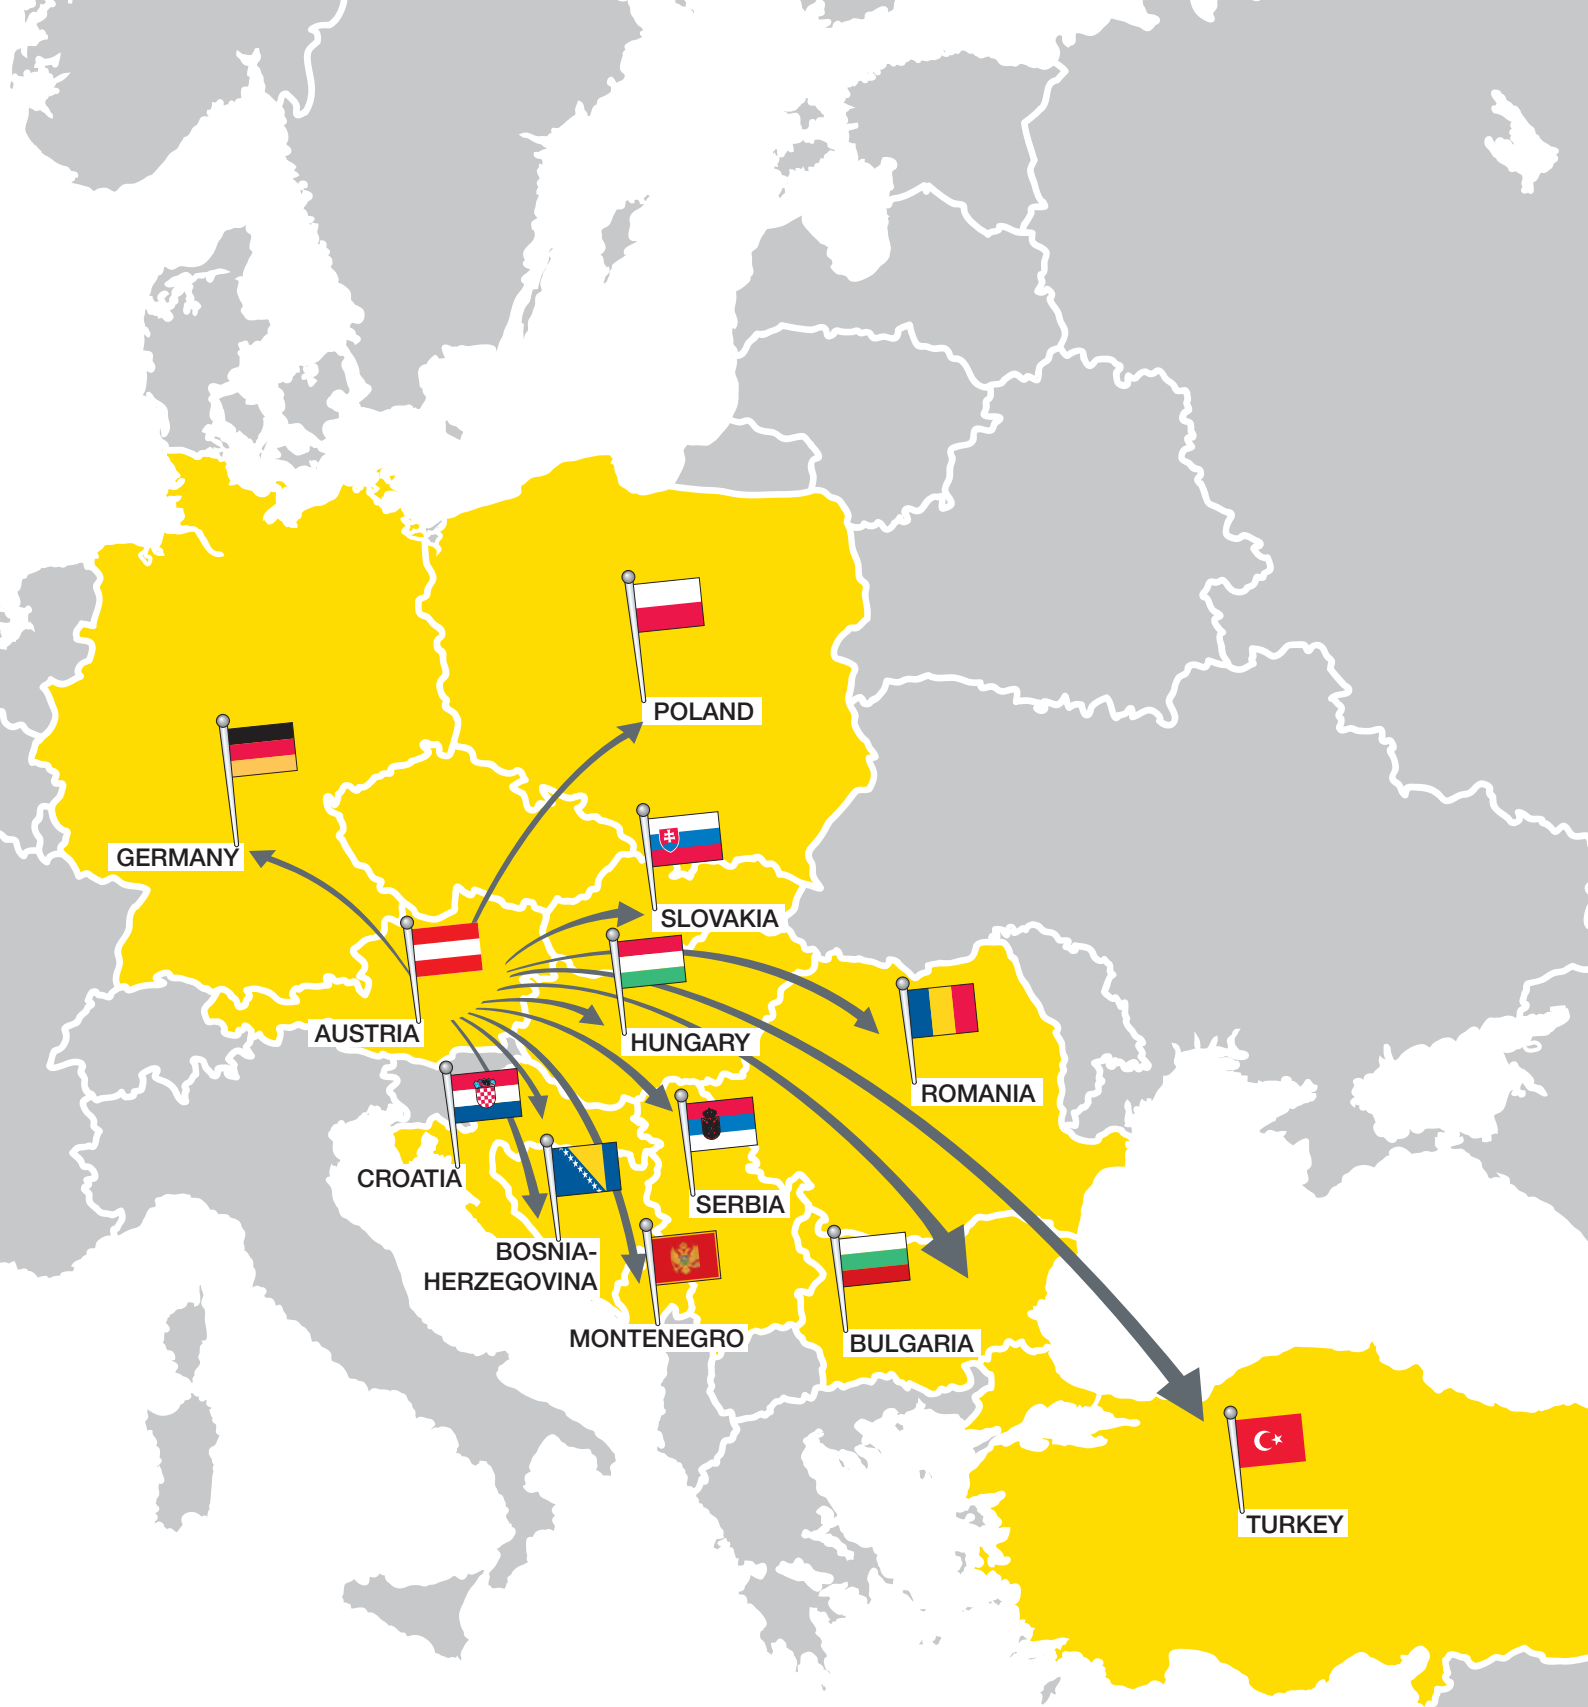 POLAND
GERMANY
SLOVAKIA
AUSTRIA
HUNGARY
ROMANIA
CROATIA
SERBIA
BOSNIA-
HERZEGOVINA
MONTENEGRO
BULGARIA
TURKEY